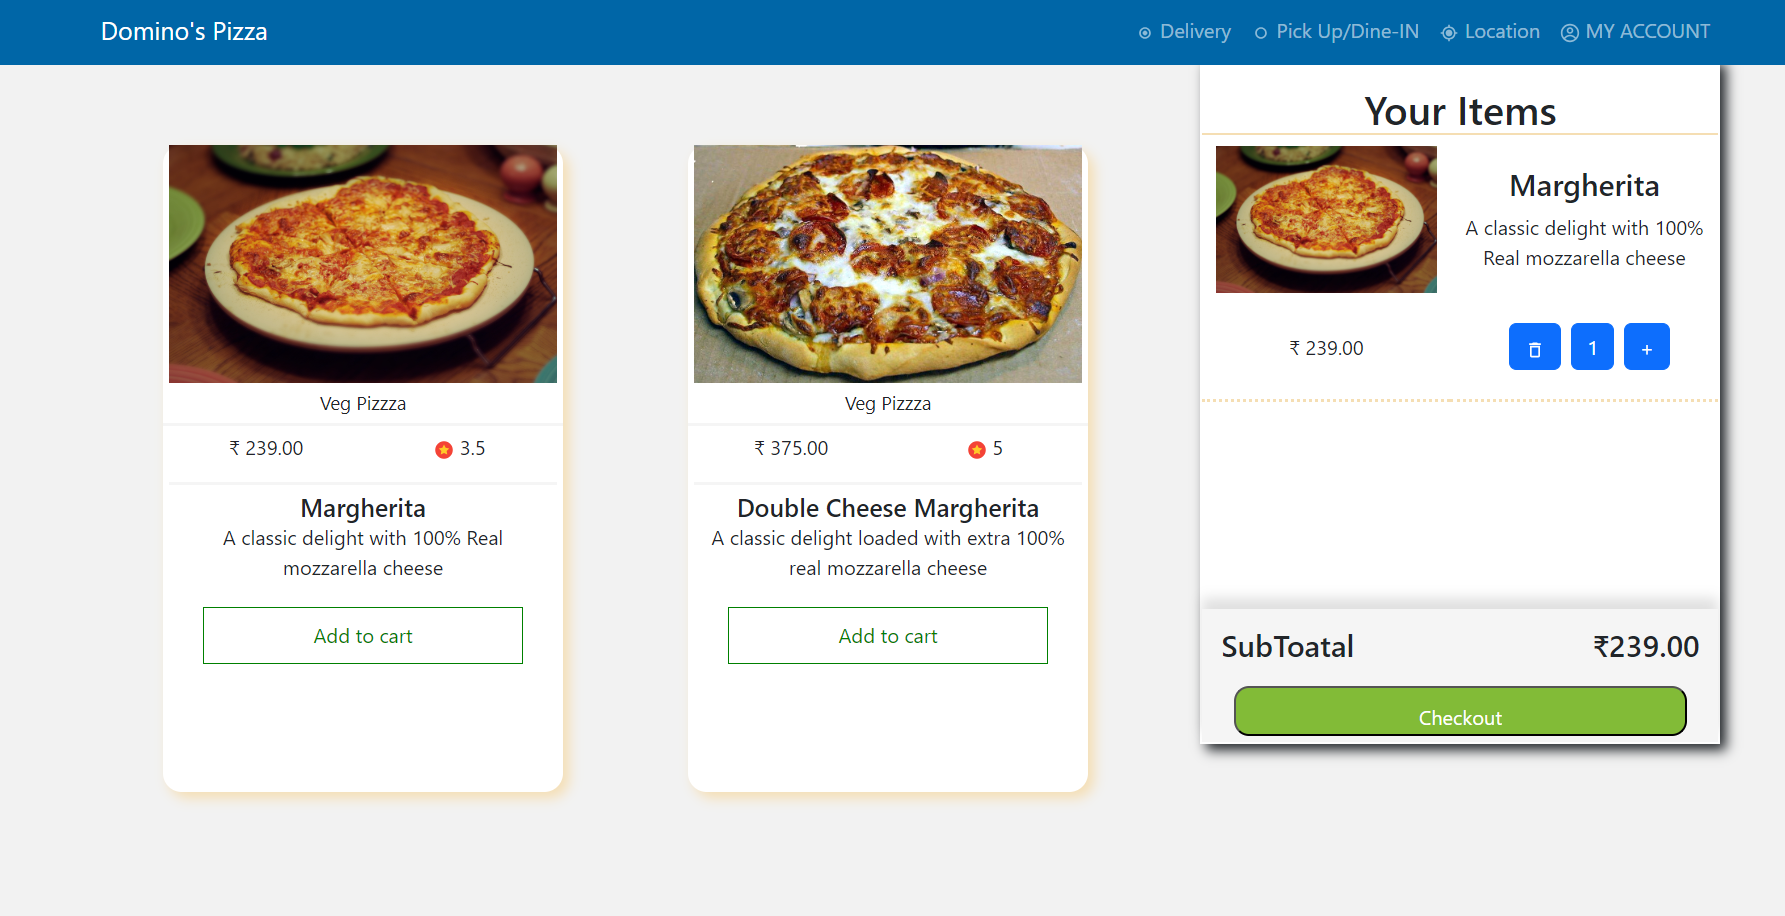 Domino's Pizza
Delivery
Pick Up/Dine-IN
Location
MY ACCOUNT
Veg Pizzza
₹ 239.00
3.5
Margherita
A classic delight with 100% Real
mozzarella cheese
Add to cart
Veg Pizzza
₹ 375.00
5
Double Cheese Margherita
A classic delight loaded with extra 100%
real mozzarella cheese
Add to cart
Your Items
Margherita
A classic delight with 100%
Real mozzarella cheese
₹ 239.00
1
+
SubToatal
₹239.00
Checkout